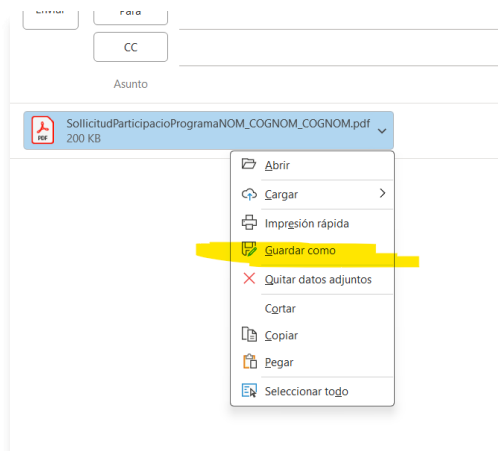 Enviar
Para
CC
Asunto
SollicitudParticipacioProgramaNOM_COGNOM_COGNOM.pdf
200 KB
PDF
Abrir
Cargar
Impresión rápida
Guardar como
Quitar datos adjuntos
Cortar
Copiar
Pegar
Seleccionar todo